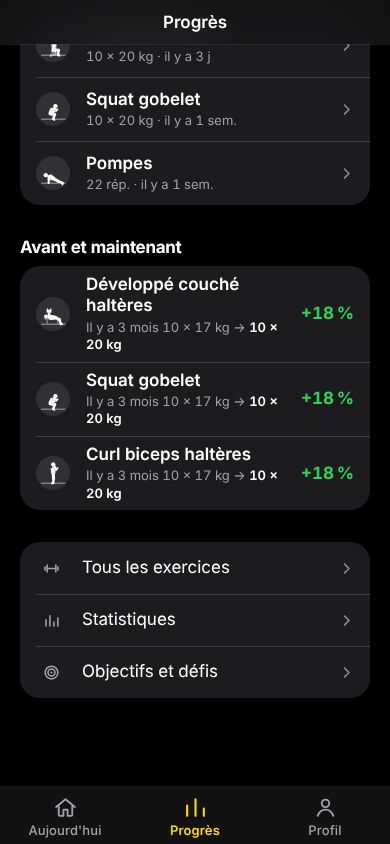 Progrès
10 × 20 kg · il y a 3 j
Squat gobelet
10 × 20 kg · il y a 1 sem.
Pompes
22 rép. · il y a 1 sem.
Avant et maintenant
Développé couché
haltères
Il y a 3 mois 10 × 17 kg → 10 ×
20 kg
+18 %
Squat gobelet
Il y a 3 mois 10 × 17 kg → 10 ×
20 kg
+18 %
Curl biceps haltères
Il y a 3 mois 10 × 17 kg → 10 ×
20 kg
+18 %
Tous les exercices
Statistiques
Objectifs et défis
Aujourd'hui
Progrès
Profil